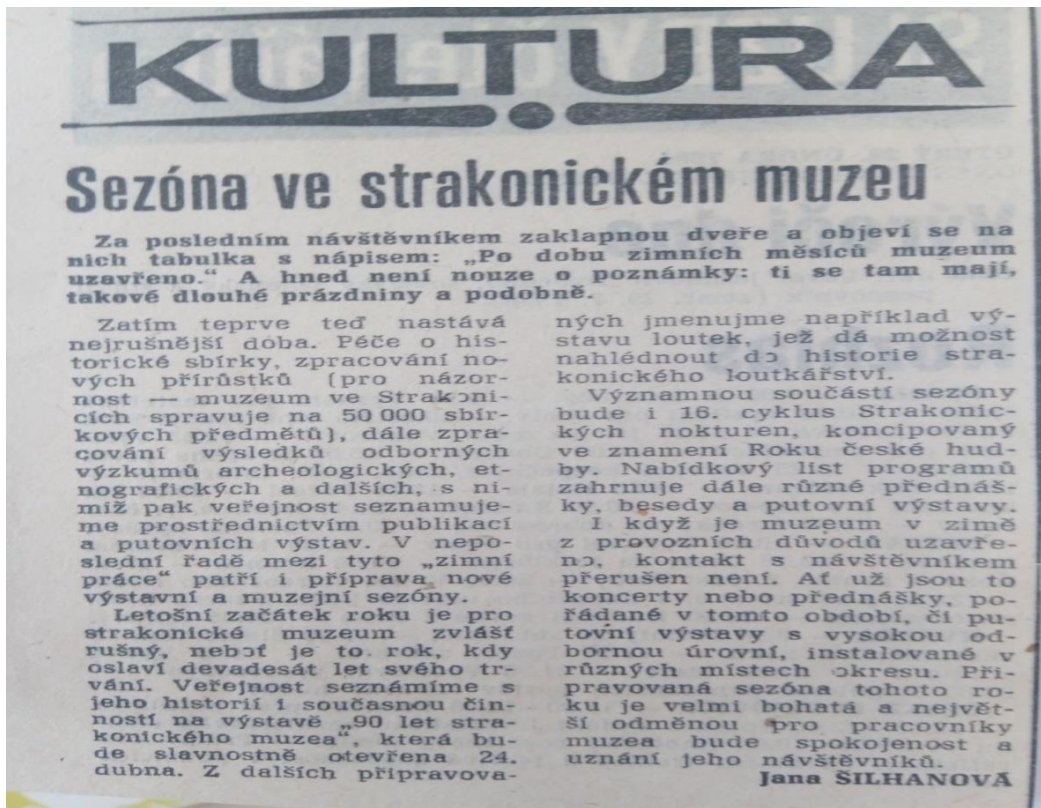 KULTURA
Sezóna ve strakonickém muzeu
Za posledním návštěvníkem zaklapnou dveře a objeví se na
nich tabulka s nápisem: „Po dobu zimních měsíců muzeum
uzavřeno.“ A hned není nouze o poznámky: ti se tam mají,
takové dlouhé prázdniny a podobně.
Zatím teprve teď nastává
nejrušnější doba. Péče o his-
torické sbírky, zpracování no-
vých přírůstků (pro názor-
nost — muzeum ve Strakoni-
cích spravuje na 50 000 sbír-
kových předmětů), dále zpra-
cování výsledků odborných
výzkumů archeologických, et-
nografických a dalších, s ni-
miž pak veřejnost seznamuje-
me prostřednictvím publikací
a putovních výstav. V nepo-
slední řadě mezi tyto „zimní
práce“ patří i příprava nové
výstavní a muzejní sezóny.
Letošní začátek roku je pro
strakonické muzeum zvlášť
rušný, neboť je to rok, kdy
oslaví devadesát let svého tr-
vání. Veřejnost seznámíme s
jeho historií i současnou čin-
ností na výstavě „90 let stra-
konického muzea“, která bu-
de slavnostně otevřena 24.
dubna. Z dalších připravova-
ných jmenujme například vý-
stavu loutek, jež dá možnost
nahlédnout do historie stra-
konického loutkářství.
Významnou součástí sezóny
bude i 16. cyklus Strakonic-
kých nokturen, koncipovaný
ve znamení Roku české hud-
by. Nabídkový list programů
zahrnuje dále různé přednáš-
ky, besedy a putovní výstavy.
I když je muzeum v zimě
z provozních důvodů uzavře-
no, kontakt s návštěvníkem
přerušen není. Ať už jsou to
koncerty nebo přednášky, po-
řádané v tomto období, či pu-
tovní výstavy s vysokou od-
bornou úrovní, instalované v
různých místech okresu. Při-
pravovaná sezóna tohoto ro-
ku je velmi bohatá a největ-
ší odměnou pro pracovníky
muzea bude spokojenost a
uznání jeho návštěvníků.
Jana ŠILHANOVÁ